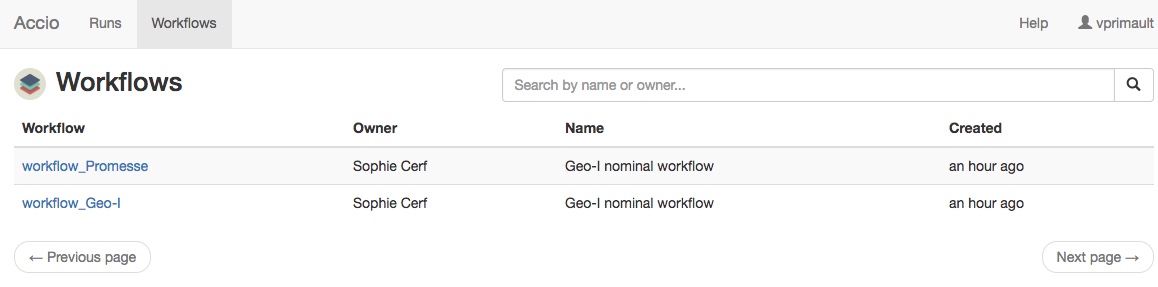 Accio Runs Workflows Help vprimault
Workflows Search by name or owner...
Workflow Owner Name Created
workflow_Promesse Sophie Cerf Geo-I nominal workflow an hour ago
workflow_Geo-I Sophie Cerf Geo-I nominal workflow an hour ago
← Previous page Next page →